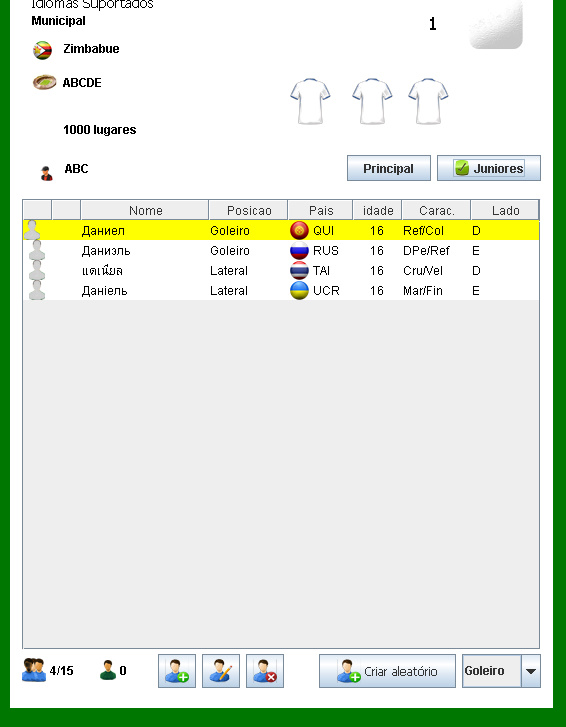 Idiomas Suportados
Municipal
1
Zimbabue
ABCDE
1000 lugares
ABC
Principal
Juniores
Nome Posicao Pais idade Carac. Lado
Даниел Goleiro QUI 16 Ref/Col D
Даниэль Goleiro RUS 16 DPe/Ref E
แดเนียล Lateral TAI 16 Cru/Vel D
Даніель Lateral UCR 16 Mar/Fin E
4/15
0
Criar aleatório
Goleiro